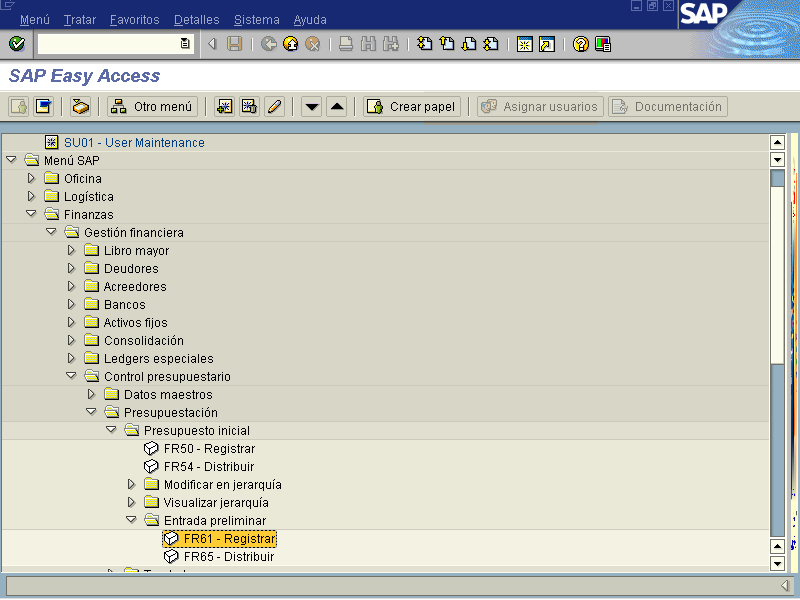 Menú Tratar Favoritos Detalles Sistema Ayuda
SAP
SAP Easy Access
Otro menú Crear papel Asignar usuarios Documentación
SU01 - User Maintenance
Menú SAP
Oficina
Logística
Finanzas
Gestión financiera
Libro mayor
Deudores
Acreedores
Bancos
Activos fijos
Consolidación
Ledgers especiales
Control presupuestario
Datos maestros
Presupuestación
Presupuesto inicial
FR50 - Registrar
FR54 - Distribuir
Modificar en jerarquía
Visualizar jerarquía
Entrada preliminar
FR61 - Registrar
FR65 - Distribuir